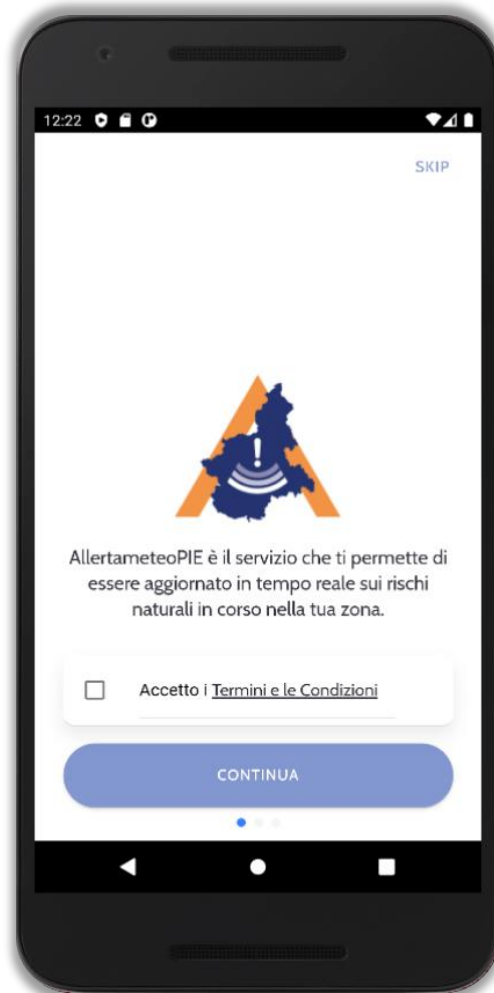 12:22
SKIP
AllertameteoPIE è il servizio che ti permette di
essere aggiornato in tempo reale sui rischi
naturali in corso nella tua zona.
Accetto i Termini e le Condizioni
CONTINUA